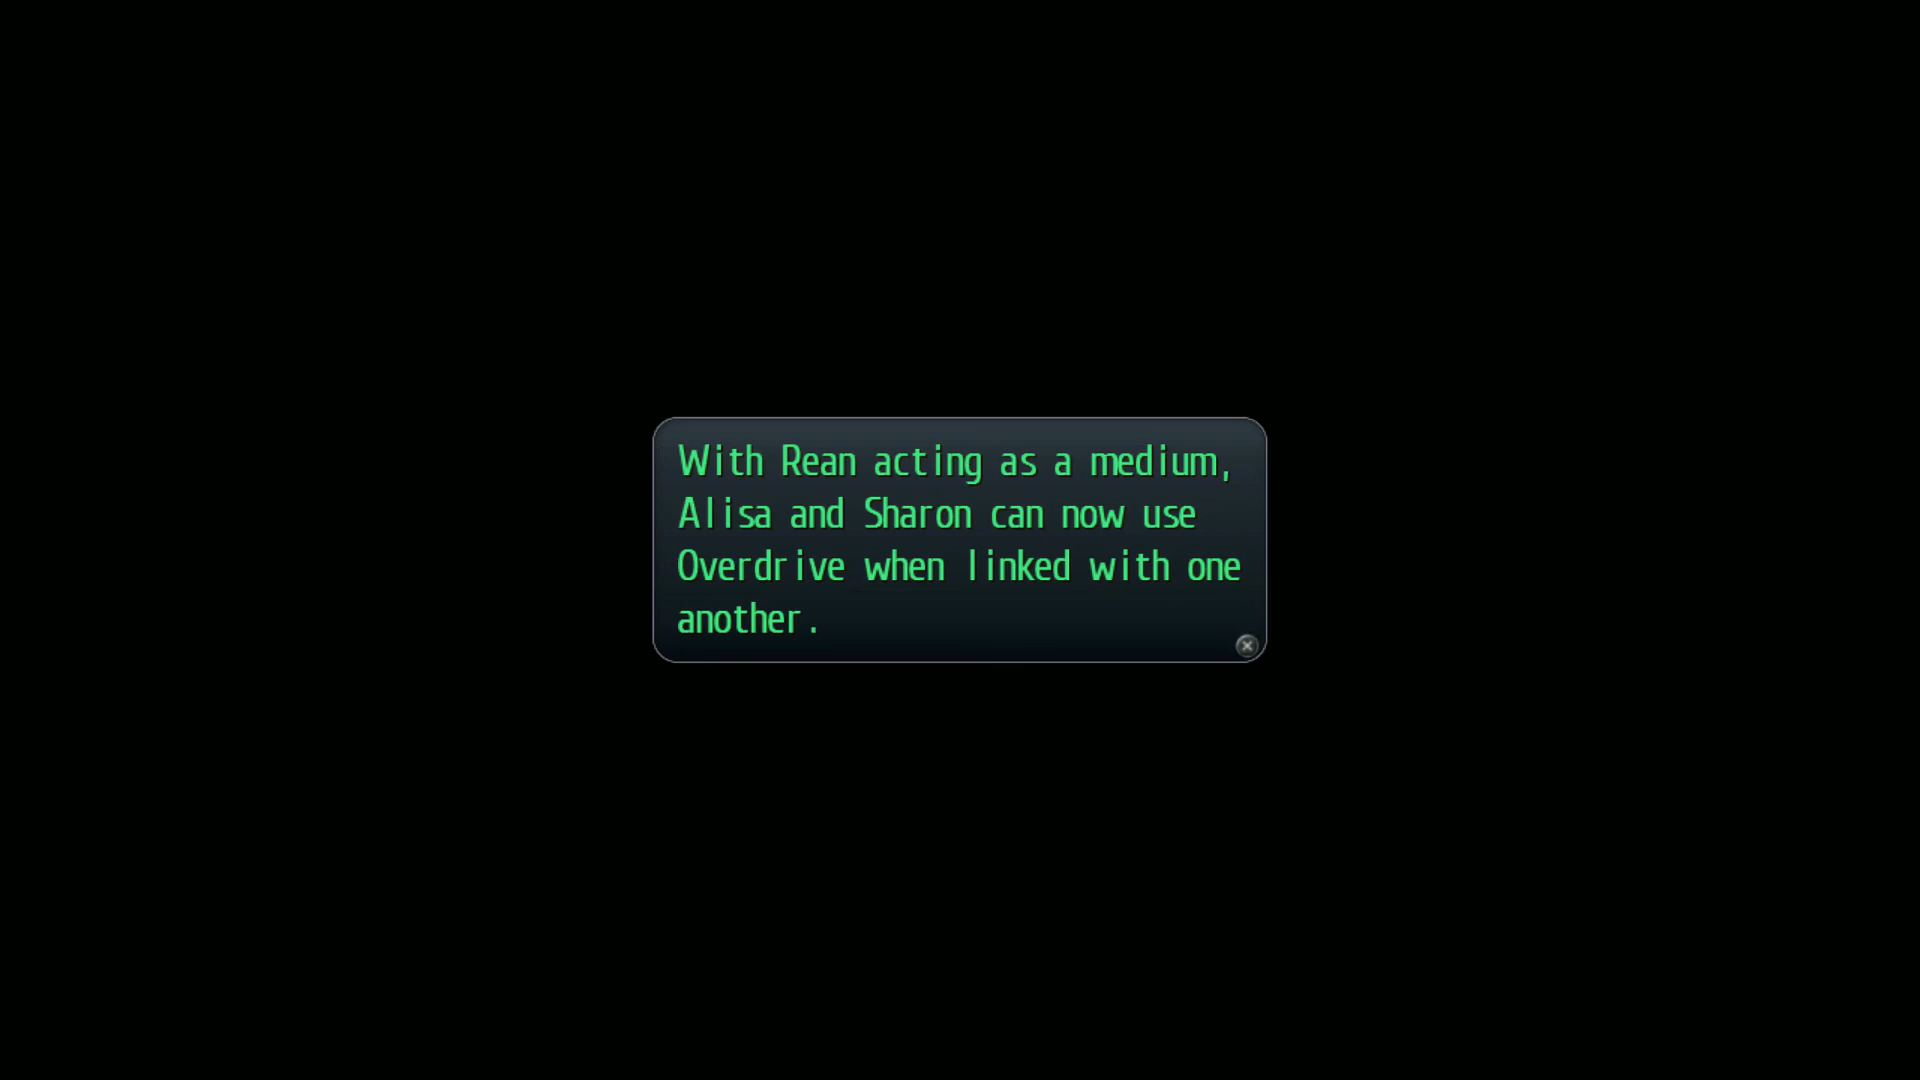 With Rean acting as a medium,
Alisa and Sharon can now use
Overdrive when linked with one
another.